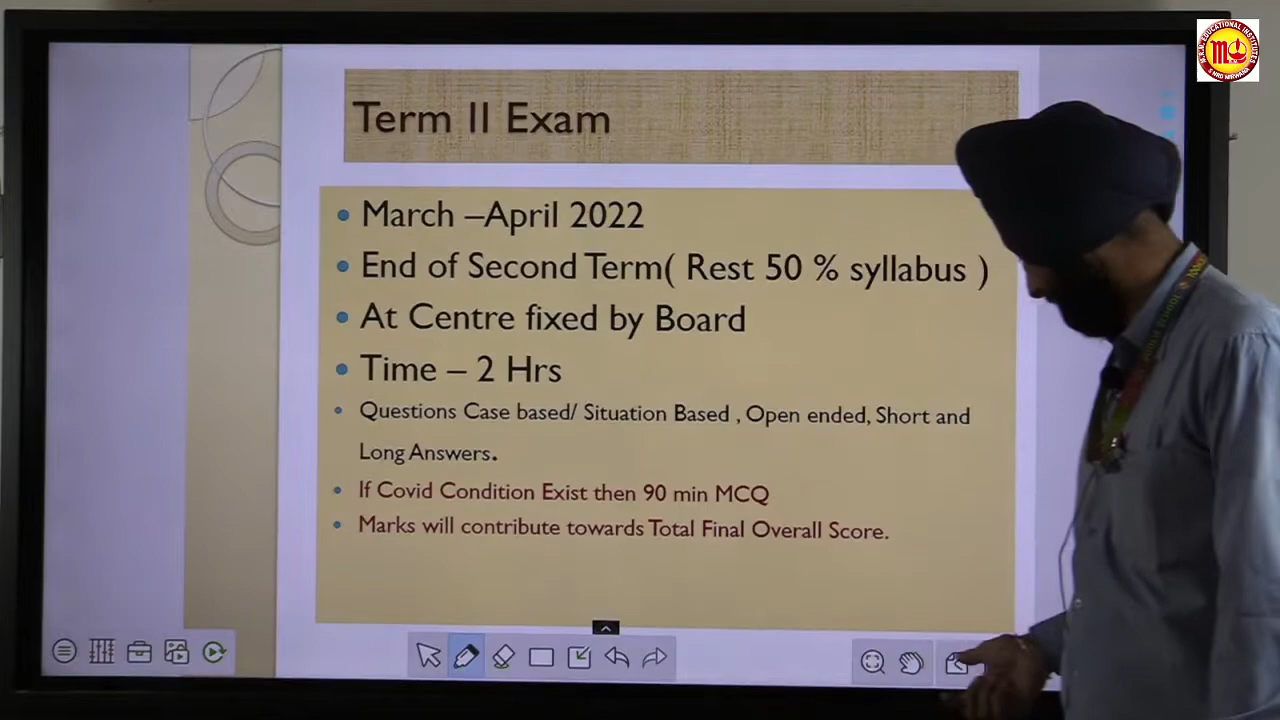 M.K.M. EDUCATIONAL INSTITUTES
Term II Exam
March –April 2022
End of Second Term( Rest 50 % syllabus )
At Centre fixed by Board
Time – 2 Hrs
Questions Case based/ Situation Based , Open ended, Short and
Long Answers.
If Covid Condition Exist then 90 min MCQ
Marks will contribute towards Total Final Overall Score.